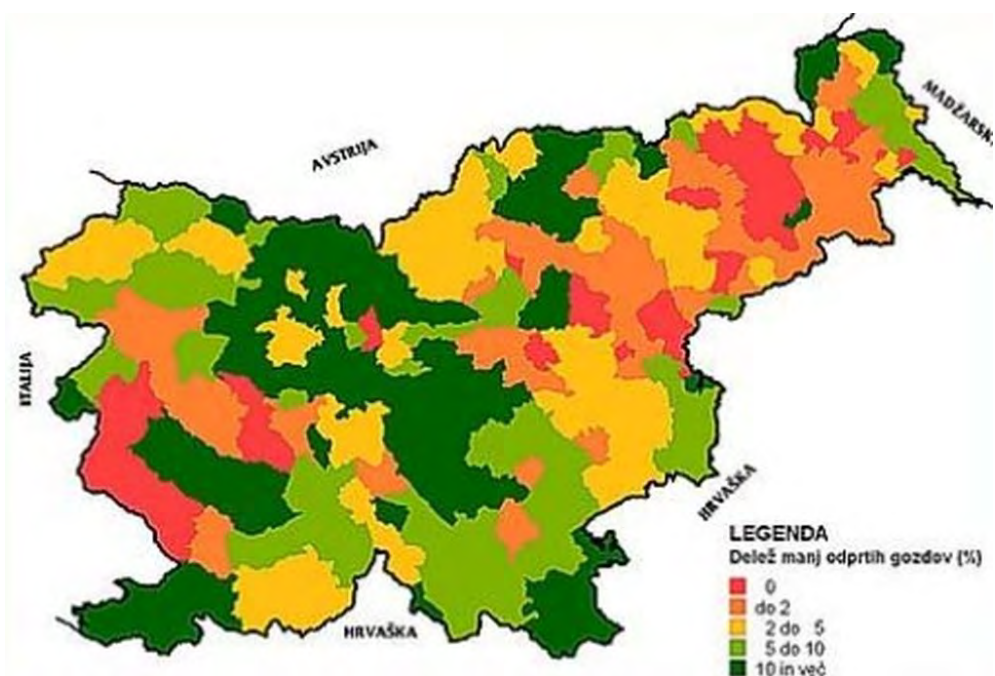 AVSTRIJA
MADŽARSKA
ITALIJA
HRVAŠKA
HRVAŠKA
LEGENDA
Delež manj odprtih gozdov (%)
0
do 2
2 do 5
5 do 10
10 in več